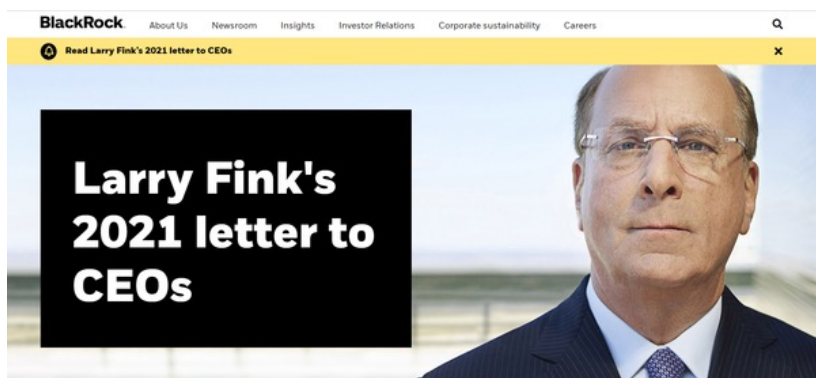 BlackRock.
About Us
Newsroom
Insights
Investor Relations
Corporate sustainability
Careers
Read Larry Fink's 2021 letter to CEOs
Larry Fink's
2021 letter to
CEOs